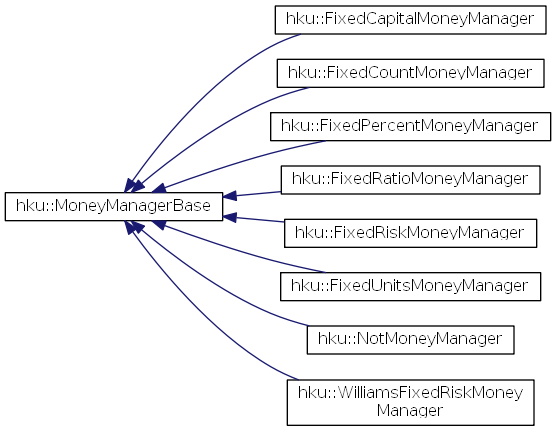 hku::FixedCapitalMoneyManager
hku::FixedCountMoneyManager
hku::FixedPercentMoneyManager
hku::FixedRatioMoneyManager
hku::MoneyManagerBase
hku::FixedRiskMoneyManager
hku::FixedUnitsMoneyManager
hku::NotMoneyManager
hku::WilliamsFixedRiskMoney
Manager